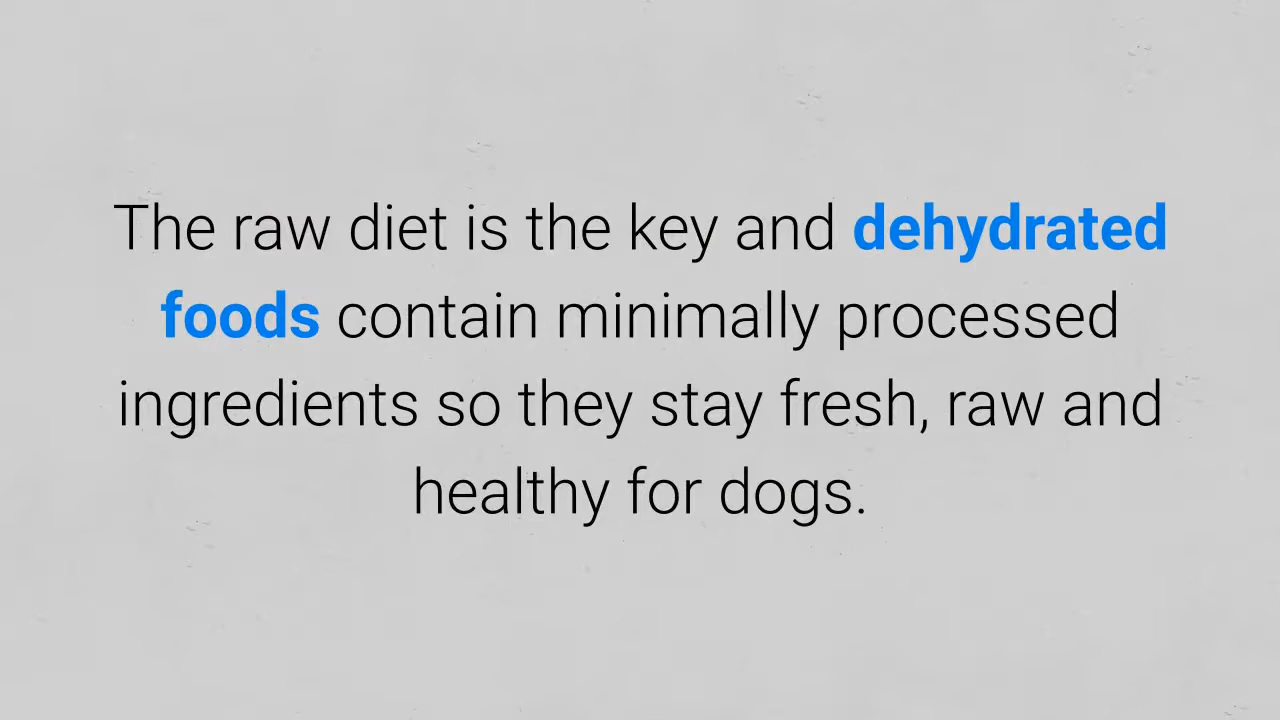 The raw diet is the key and dehydrated
foods contain minimally processed
ingredients so they stay fresh, raw and
healthy for dogs.